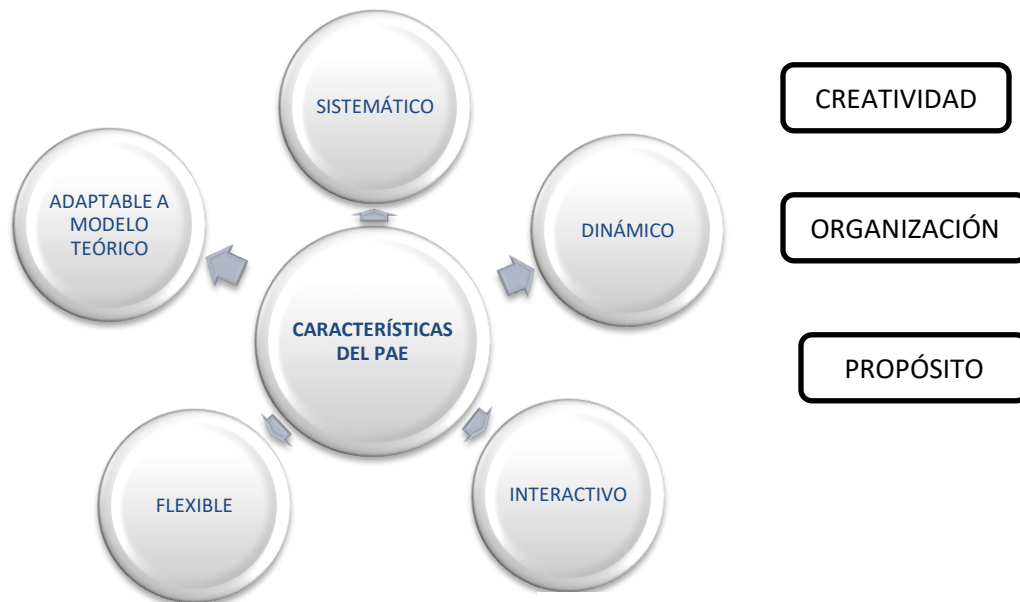 SISTEMÁTICO
ADAPTABLE A
MODELO
TEÓRICO
DINÁMICO
CARACTERÍSTICAS
DEL PAE
FLEXIBLE
INTERACTIVO
CREATIVIDAD
ORGANIZACIÓN
PROPÓSITO